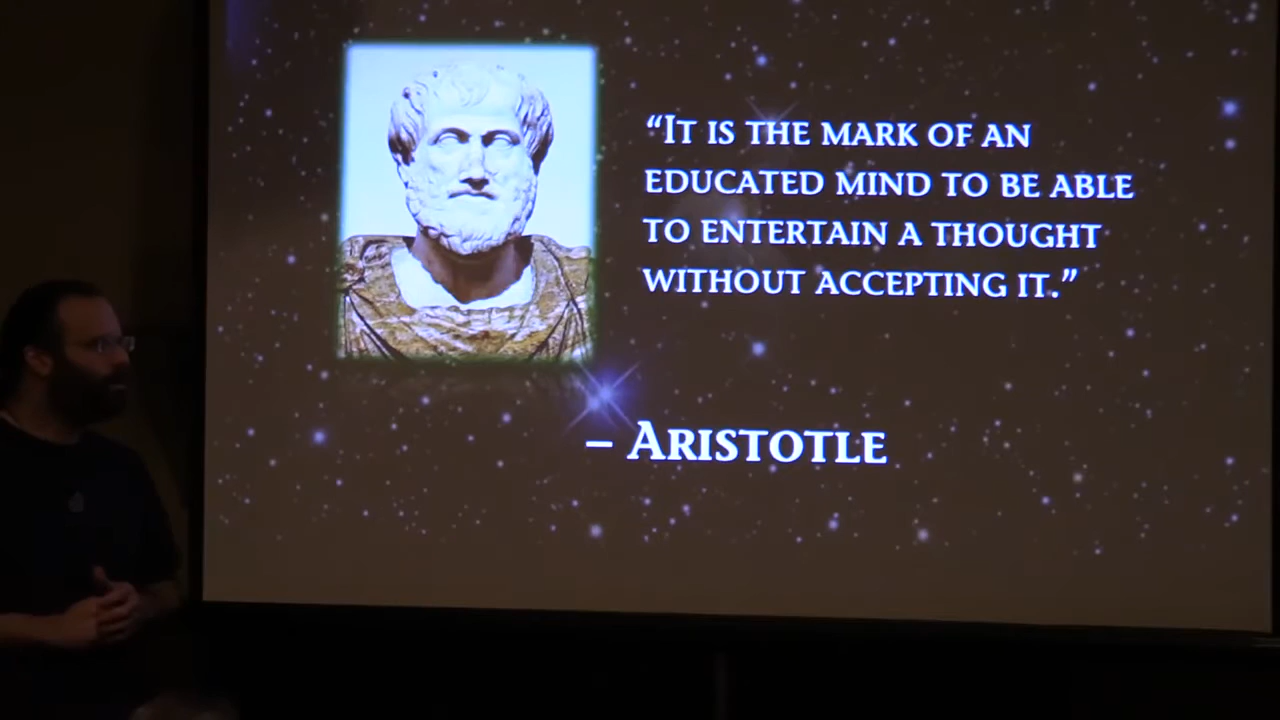 “IT IS THE MARK OF AN
EDUCATED MIND TO BE ABLE
TO ENTERTAIN A THOUGHT
WITHOUT ACCEPTING IT.”
– ARISTOTLE